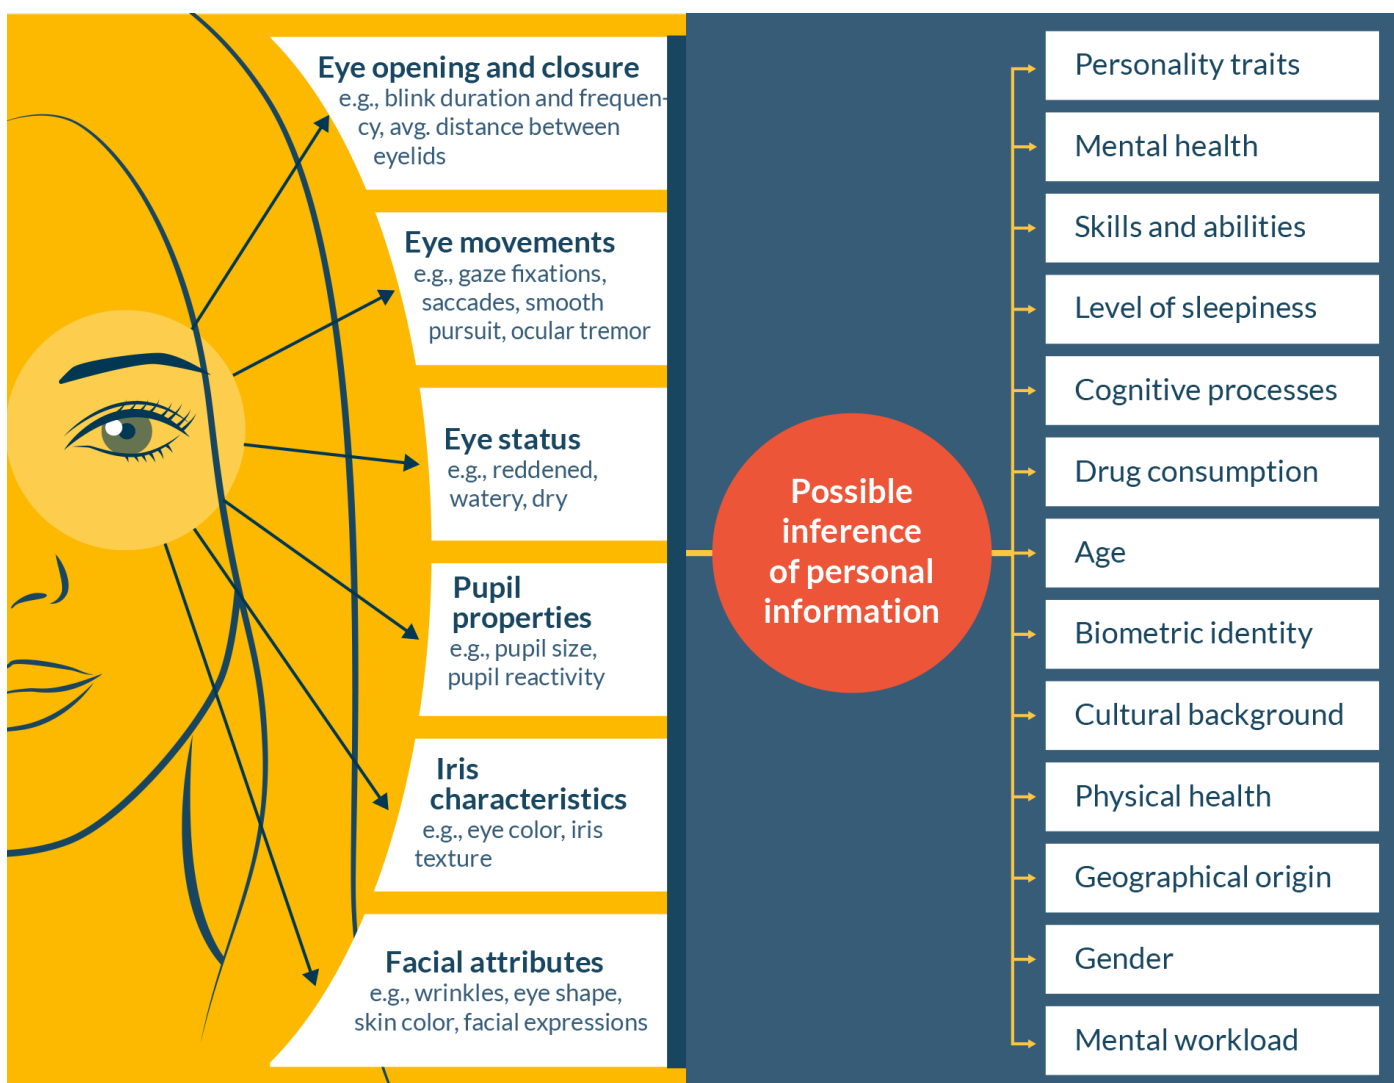 Eye opening and closure
e.g., blink duration and frequen-
cy, avg. distance between
eyelids
Eye movements
e.g., gaze fixations,
saccades, smooth
pursuit, ocular tremor
Eye status
e.g., reddened,
watery, dry
Pupil
properties
e.g., pupil size,
pupil reactivity
Iris
characteristics
e.g., eye color, iris
texture
Facial attributes
e.g., wrinkles, eye shape,
skin color, facial expressions
Possible
inference
of personal
information
Personality traits
Mental health
Skills and abilities
Level of sleepiness
Cognitive processes
Drug consumption
Age
Biometric identity
Cultural background
Physical health
Geographical origin
Gender
Mental workload